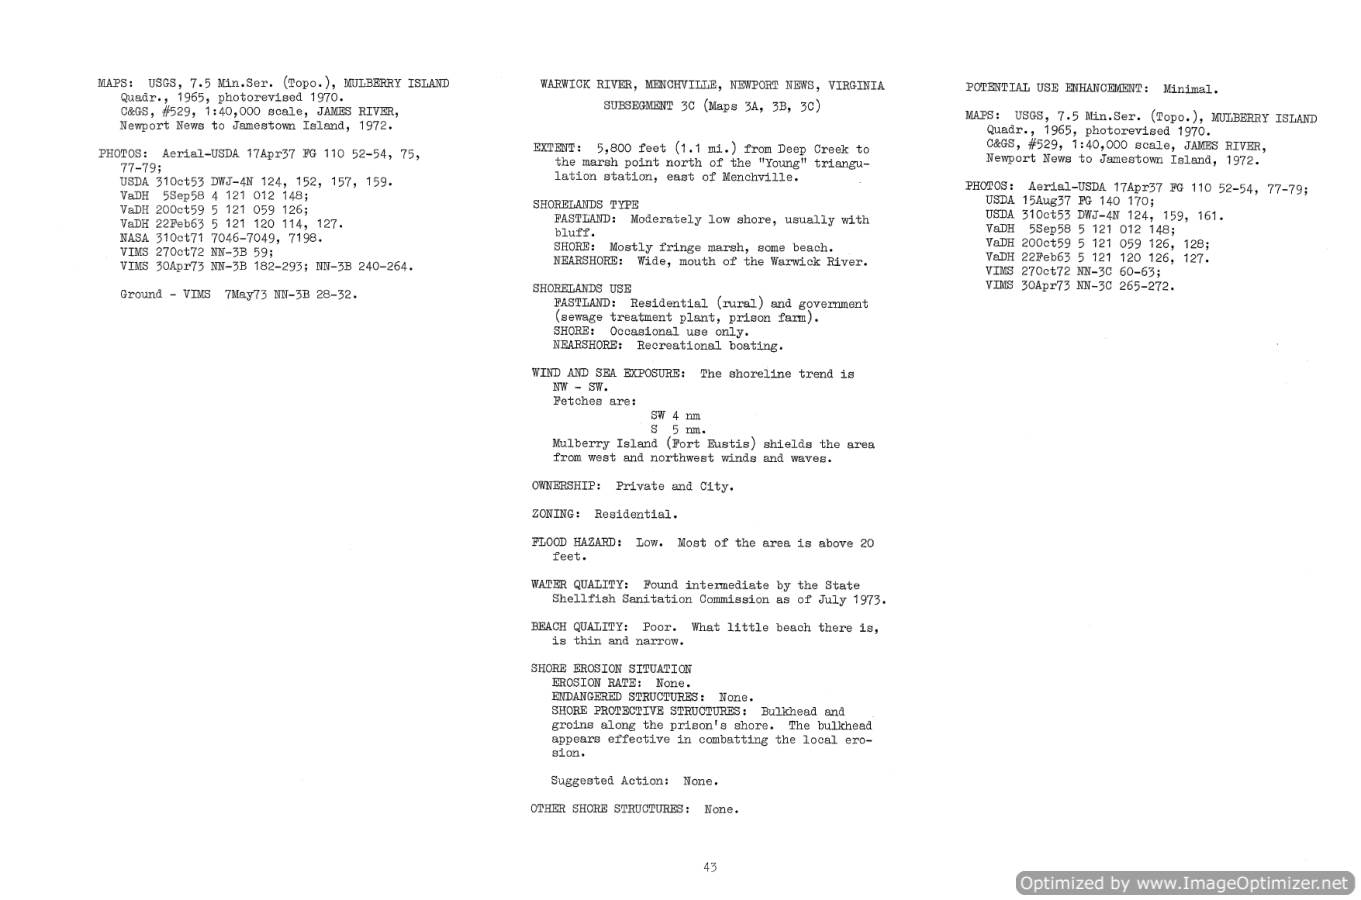 MAPS: USGS, 7.5 Min.Ser. (Topo.), MULBERRY ISLAND
Quadr., 1965, photorevised 1970.
C&GS, #529, 1:40,000 scale, JAMES RIVER,
Newport News to Jamestown Island, 1972.
PHOTOS: Aerial-USDA 17Apr37 FG 110 52-54, 75,
77-79;
USDA 31Oct53 DWJ-4N 124, 152, 157, 159.
VaDH 5Sep58 4 121 012 148;
VaDH 20Oct59 5 121 059 126;
VaDH 22Feb63 5 121 120 114, 127.
NASA 31Oct71 7046-7049, 7198.
VIMS 27Oct72 NN-3B 59;
VIMS 30Apr73 NN-3B 182-293; NN-3B 240-264.
Ground - VIMS 7May73 NN-3B 28-32.
WARWICK RIVER, MENCHVILLE, NEWPORT NEWS, VIRGINIA
SUBSEGMENT 3C (Maps 3A, 3B, 3C)
EXTENT: 5,800 feet (1.1 mi.) from Deep Creek to
the marsh point north of the "Young" triangu-
lation station, east of Menchville.
SHORELANDS TYPE
FASTLAND: Moderately low shore, usually with
bluff.
SHORE: Mostly fringe marsh, some beach.
NEARSHORE: Wide, mouth of the Warwick River.
SHORELANDS USE
FASTLAND: Residential (rural) and government
(sewage treatment plant, prison farm).
SHORE: Occasional use only.
NEARSHORE: Recreational boating.
WIND AND SEA EXPOSURE: The shoreline trend is
NW - SW.
Fetches are:
SW 4 nm
S 5 nm.
Mulberry Island (Fort Eustis) shields the area
from west and northwest winds and waves.
OWNERSHIP: Private and City.
ZONING: Residential.
FLOOD HAZARD: Low. Most of the area is above 20
feet.
WATER QUALITY: Found intermediate by the State
Shellfish Sanitation Commission as of July 1973.
BEACH QUALITY: Poor. What little beach there is,
is thin and narrow.
SHORE EROSION SITUATION
EROSION RATE: None.
ENDANGERED STRUCTURES: None.
SHORE PROTECTIVE STRUCTURES: Bulkhead and
groins along the prison's shore. The bulkhead
appears effective in combatting the local ero-
sion.
Suggested Action: None.
OTHER SHORE STRUCTURES: None.
POTENTIAL USE ENHANCEMENT: Minimal.
MAPS: USGS, 7.5 Min.Ser. (Topo.), MULBERRY ISLAND
Quadr., 1965, photorevised 1970.
C&GS, #529, 1:40,000 scale, JAMES RIVER,
Newport News to Jamestown Island, 1972.
PHOTOS: Aerial-USDA 17Apr37 FG 110 52-54, 77-79;
USDA 15Aug37 FG 140 170;
USDA 31Oct53 DWJ-4N 124, 159, 161.
VaDH 5Sep58 5 121 012 148;
VaDH 20Oct59 5 121 059 126, 128;
VaDH 22Feb63 5 121 120 126, 127.
VIMS 27Oct72 NN-3C 60-63;
VIMS 30Apr73 NN-3C 265-272.
43
Optimized by www.ImageOptimizer.net